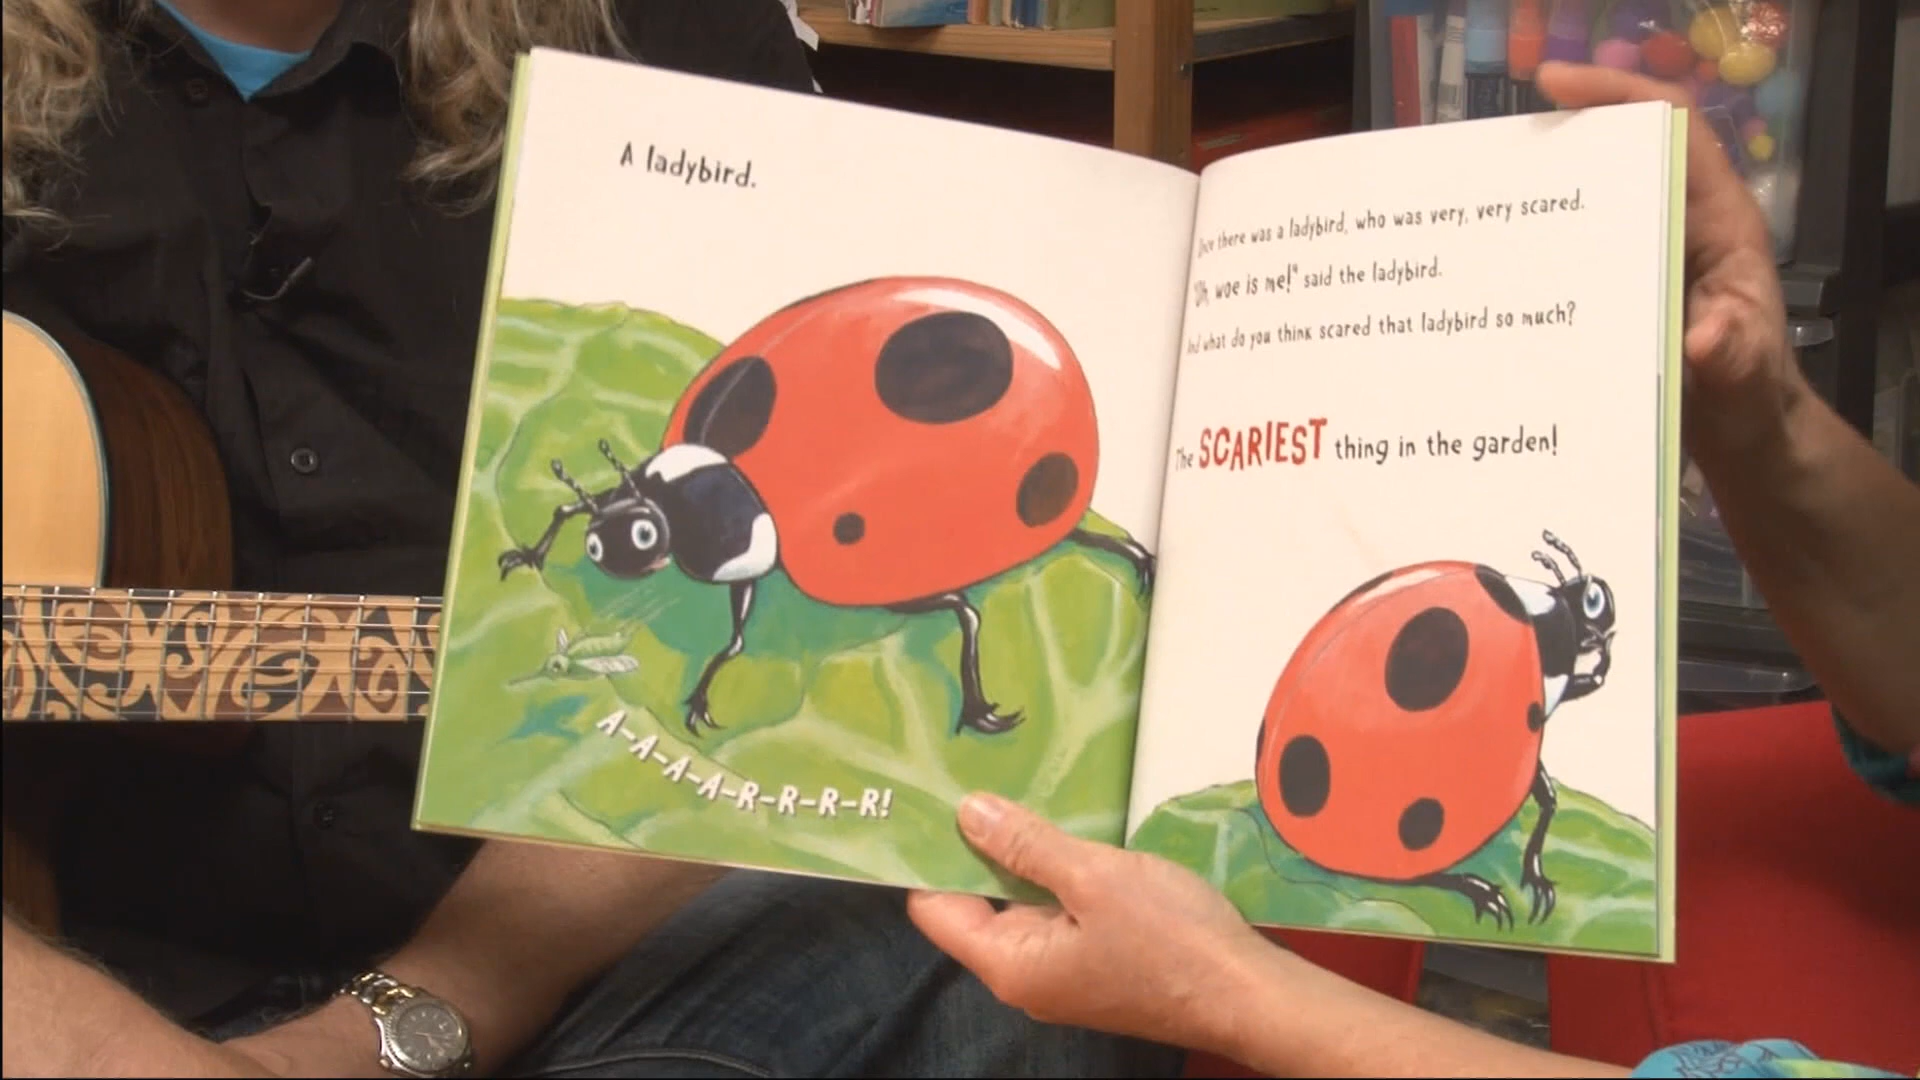 A ladybird.
A-A-A-A-R-R-R-R!
Once there was a ladybird, who was very, very scared.
"Oh, woe is me!" said the ladybird.
And what do you think scared that ladybird so much?
The SCARIEST thing in the garden!